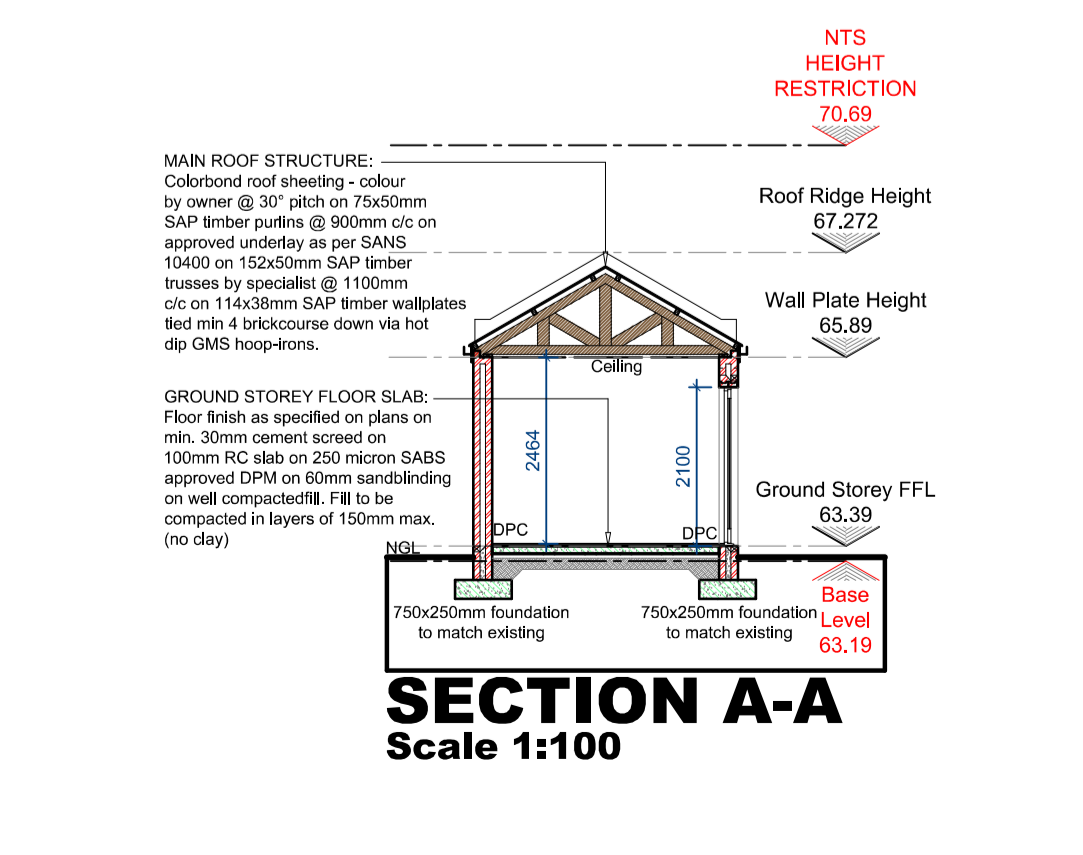 NTS
HEIGHT
RESTRICTION
70.69
MAIN ROOF STRUCTURE:
Colorbond roof sheeting - colour
by owner @ 30° pitch on 75x50mm
SAP timber purlins @ 900mm c/c on
approved underlay as per SANS
10400 on 152x50mm SAP timber
trusses by specialist @ 1100mm
c/c on 114x38mm SAP timber wallplates
tied min 4 brickcourse down via hot
dip GMS hoop-irons.
Roof Ridge Height
67.272
Wall Plate Height
65.89
Ceiling
GROUND STOREY FLOOR SLAB:
Floor finish as specified on plans on
min. 30mm cement screed on
100mm RC slab on 250 micron SABS
approved DPM on 60mm sandblinding
on well compactedfill. Fill to be
compacted in layers of 150mm max.
(no clay)
2464
2100
Ground Storey FFL
63.39
DPC
DPC
NGL
750x250mm foundation
to match existing
750x250mm foundation
to match existing
Base
Level
63.19
SECTION A-A
Scale 1:100